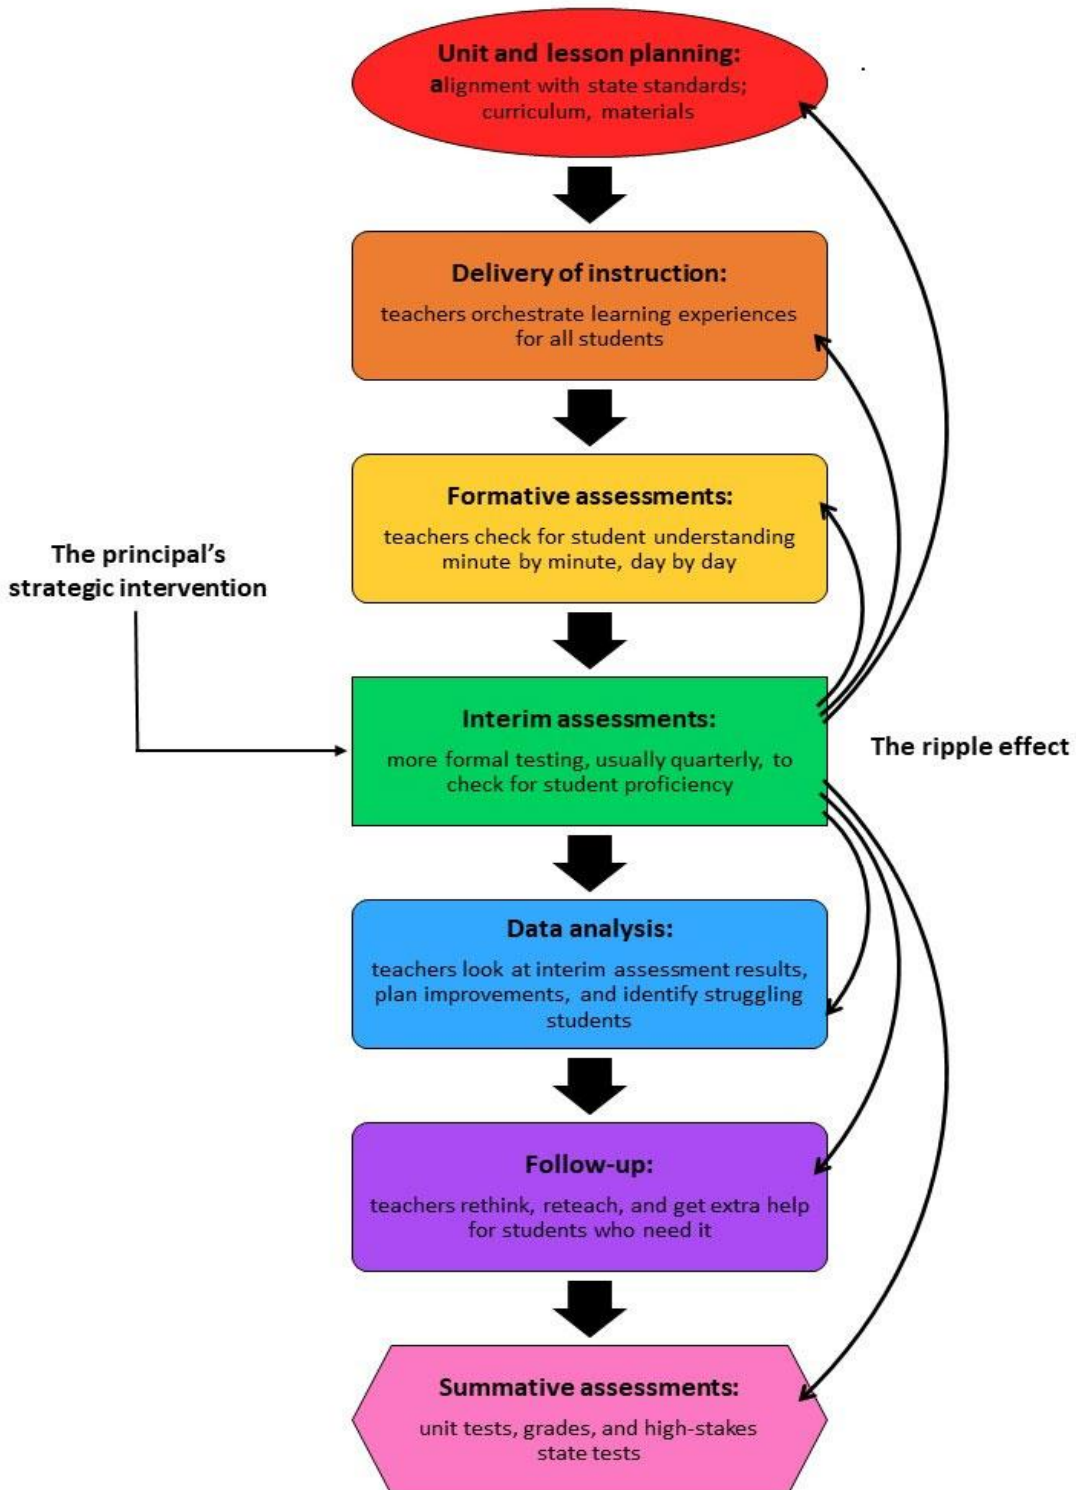 Unit and lesson planning:
alignment with state standards;
curriculum, materials
Delivery of instruction:
teachers orchestrate learning experiences
for all students
Formative assessments:
teachers check for student understanding
minute by minute, day by day
The principal’s
strategic intervention
Interim assessments:
more formal testing, usually quarterly, to
check for student proficiency
The ripple effect
Data analysis:
teachers look at interim assessment results,
plan improvements, and identify struggling
students
Follow-up:
teachers rethink, reteach, and get extra help
for students who need it
Summative assessments:
unit tests, grades, and high-stakes
state tests